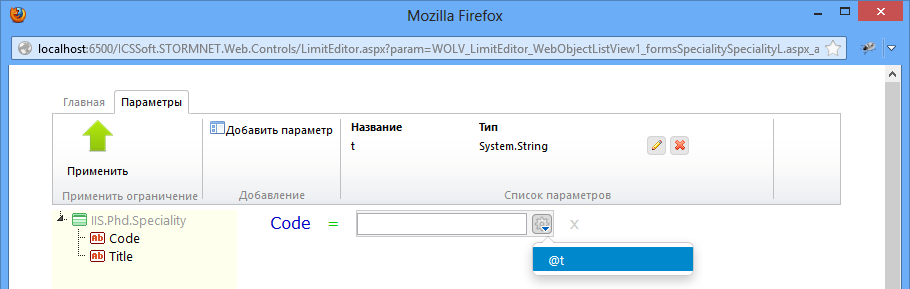 Mozilla Firefox
localhost:6500/ICSSoft.STORMNET.Web.Controls/LimitEditor.aspx?param=WOLV_LimitEditor_WebObjectListView1_formsSpecialitySpecialityL.aspx_a
Главная Параметры
Добавить параметр Название Тип
t System.String
Применить
Применить ограничение Добавление Список параметров
IIS.Phd.Speciality Code = x
Ab Code
Ab Title
@t